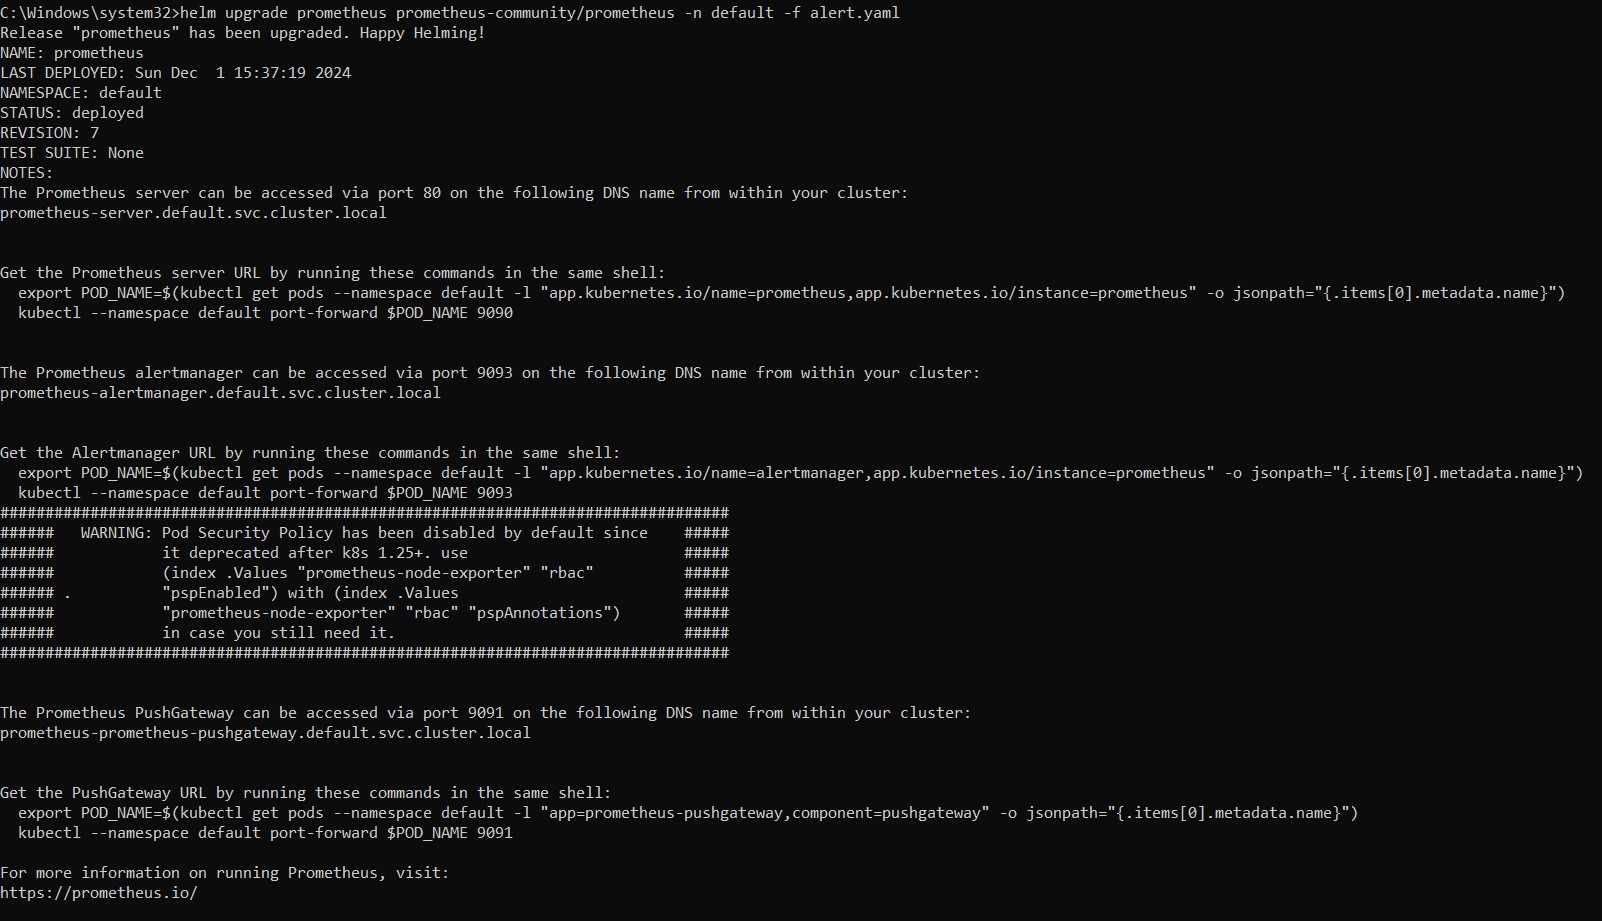 C:\Windows\system32>helm upgrade prometheus prometheus-community/prometheus -n default -f alert.yaml
Release "prometheus" has been upgraded. Happy Helming!
NAME: prometheus
LAST DEPLOYED: Sun Dec  1 15:37:19 2024
NAMESPACE: default
STATUS: deployed
REVISION: 7
TEST SUITE: None
NOTES:
The Prometheus server can be accessed via port 80 on the following DNS name from within your cluster:
prometheus-server.default.svc.cluster.local


Get the Prometheus server URL by running these commands in the same shell:
  export POD_NAME=$(kubectl get pods --namespace default -l "app.kubernetes.io/name=prometheus,app.kubernetes.io/instance=prometheus" -o jsonpath="{.items[0].metadata.name}")
  kubectl --namespace default port-forward $POD_NAME 9090


The Prometheus alertmanager can be accessed via port 9093 on the following DNS name from within your cluster:
prometheus-alertmanager.default.svc.cluster.local


Get the Alertmanager URL by running these commands in the same shell:
  export POD_NAME=$(kubectl get pods --namespace default -l "app.kubernetes.io/name=alertmanager,app.kubernetes.io/instance=prometheus" -o jsonpath="{.items[0].metadata.name}")
  kubectl --namespace default port-forward $POD_NAME 9093
#################################################################################
######   WARNING: Pod Security Policy has been disabled by default since    #####
######            it deprecated after k8s 1.25+. use                        #####
######            (index .Values "prometheus-node-exporter" "rbac"          #####
###### .          "pspEnabled") with (index .Values                         #####
######            "prometheus-node-exporter" "rbac" "pspAnnotations")       #####
######            in case you still need it.                                #####
#################################################################################


The Prometheus PushGateway can be accessed via port 9091 on the following DNS name from within your cluster:
prometheus-prometheus-pushgateway.default.svc.cluster.local


Get the PushGateway URL by running these commands in the same shell:
  export POD_NAME=$(kubectl get pods --namespace default -l "app=prometheus-pushgateway,component=pushgateway" -o jsonpath="{.items[0].metadata.name}")
  kubectl --namespace default port-forward $POD_NAME 9091

For more information on running Prometheus, visit:
https://prometheus.io/